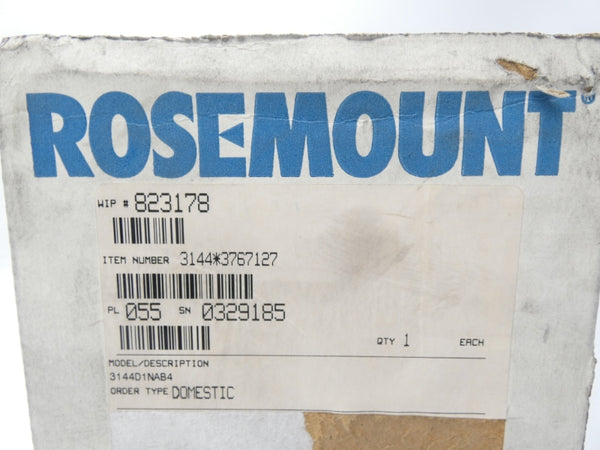 ROSEMOUNT®
WIP # 823178
ITEM NUMBER 3144*3767127
PL 055 SN 0329185
QTY 1 EACH
MODEL/DESCRIPTION
3144D1NAB4
ORDER TYPE DOMESTIC